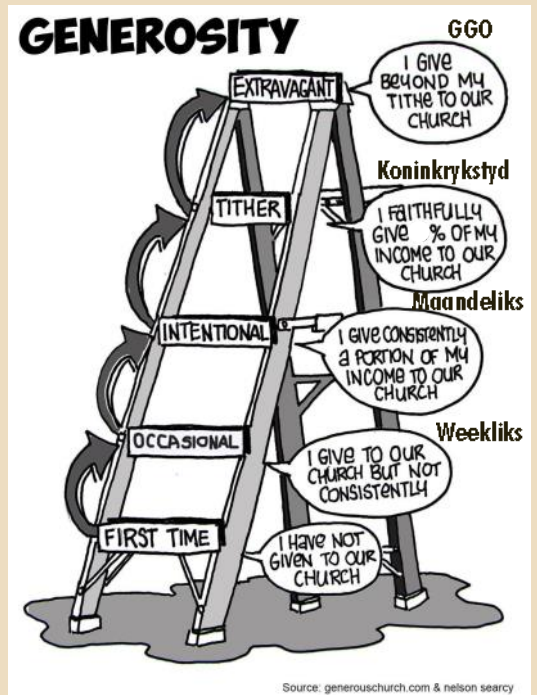 GENEROSITY
GGO
EXTRAVAGANT
I GIVE
BEYOND MY
TITHE TO OUR
CHURCH
Koninkrykstyd
TITHER
I FAITHFULLY
GIVE % OF MY
INCOME TO OUR
CHURCH
Maandeliks
INTENTIONAL
I GIVE CONSISTENTLY
A PORTION OF MY
INCOME TO OUR
CHURCH
Weekliks
OCCASIONAL
I GIVE TO OUR
CHURCH BUT NOT
CONSISTENTLY
FIRST TIME
I HAVE NOT
GIVEN TO OUR
CHURCH
Source: generouschurch.com & nelson searcy